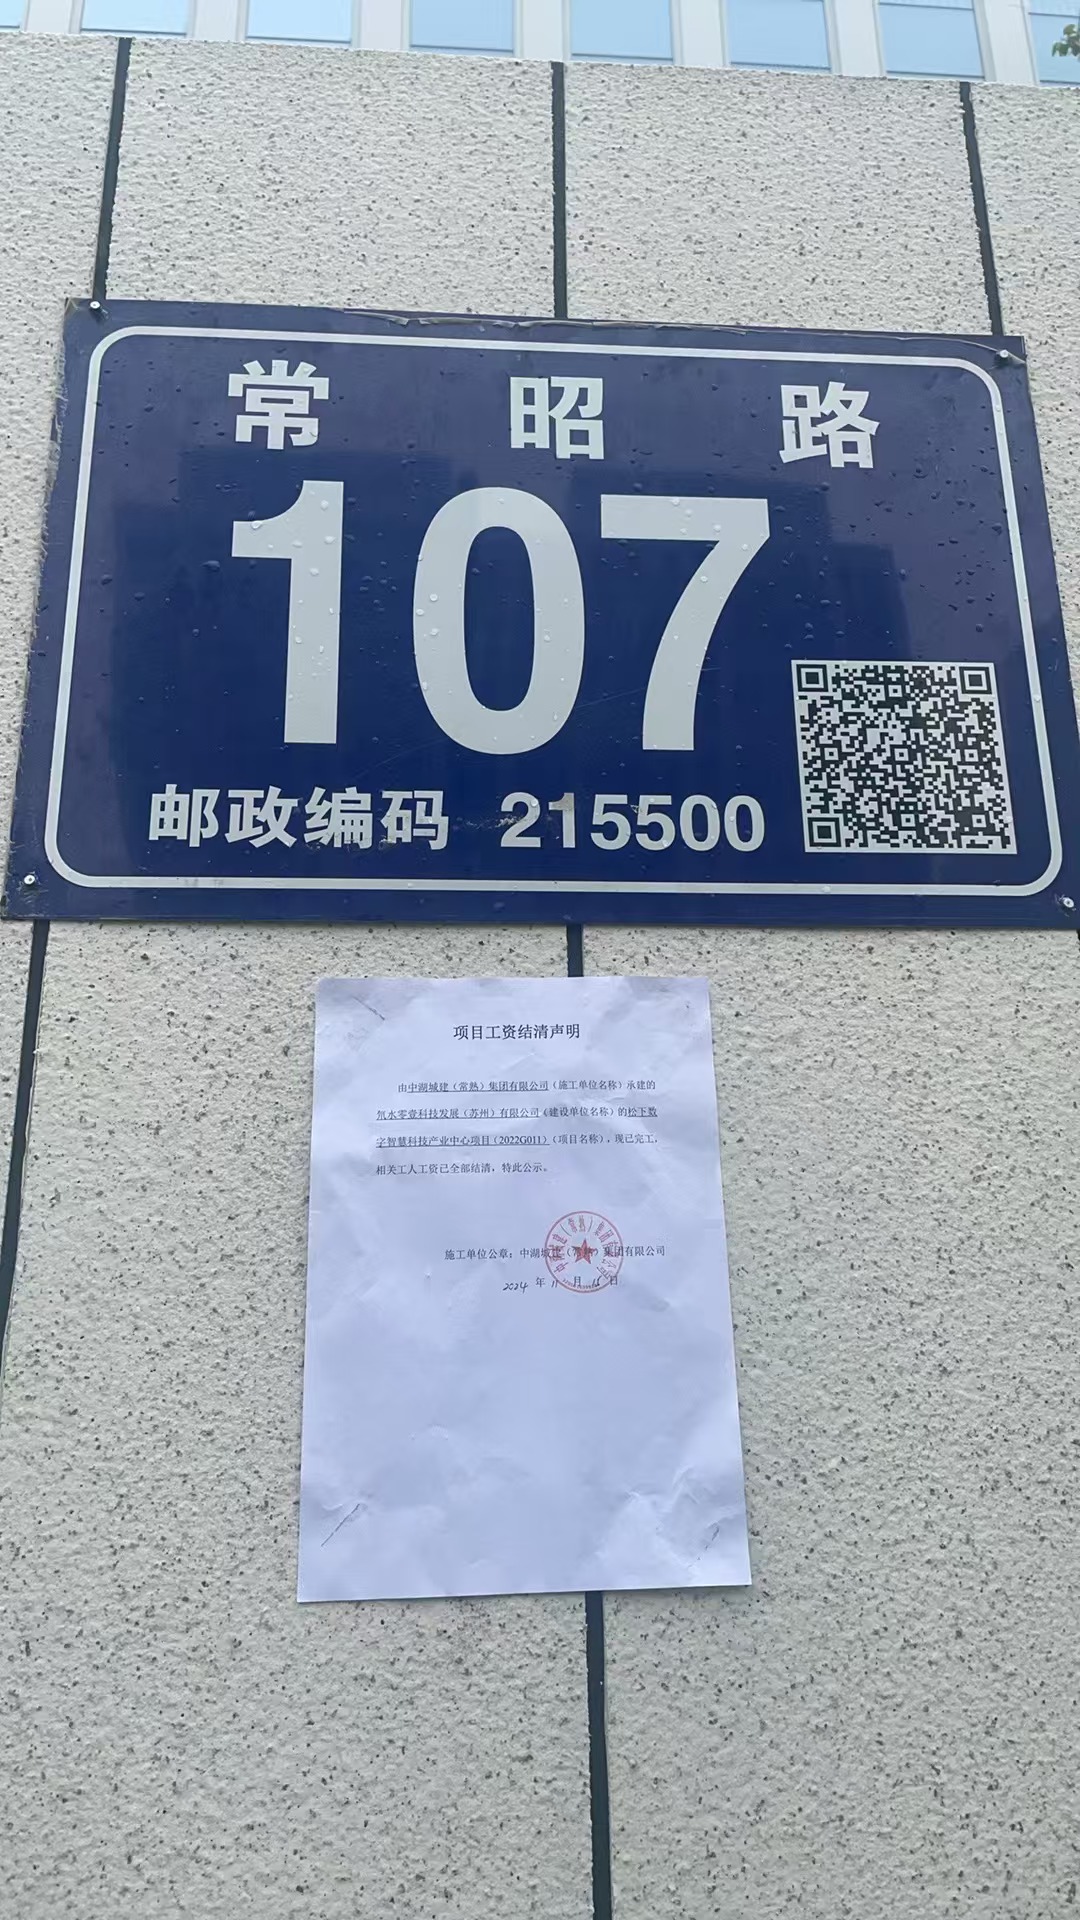 常昭路
107
邮政编码 215500
项目工资结清声明
由中湖城建（常熟）集团有限公司（施工单位名称）承建的
氘水零壹科技发展（苏州）有限公司（建设单位名称）的松下数
字智慧科技产业中心项目（2022G011）（项目名称），现已完工，
相关工人工资已全部结清，特此公示。
施工单位公章：中湖城建（常熟）集团有限公司
2024 年 11 月 日